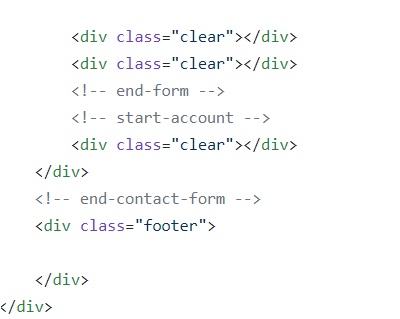 <div class="clear"></div>
<div class="clear"></div>
<!-- end-form -->
<!-- start-account -->
<div class="clear"></div>
</div>
<!-- end-contact-form -->
<div class="footer">
</div>
</div>